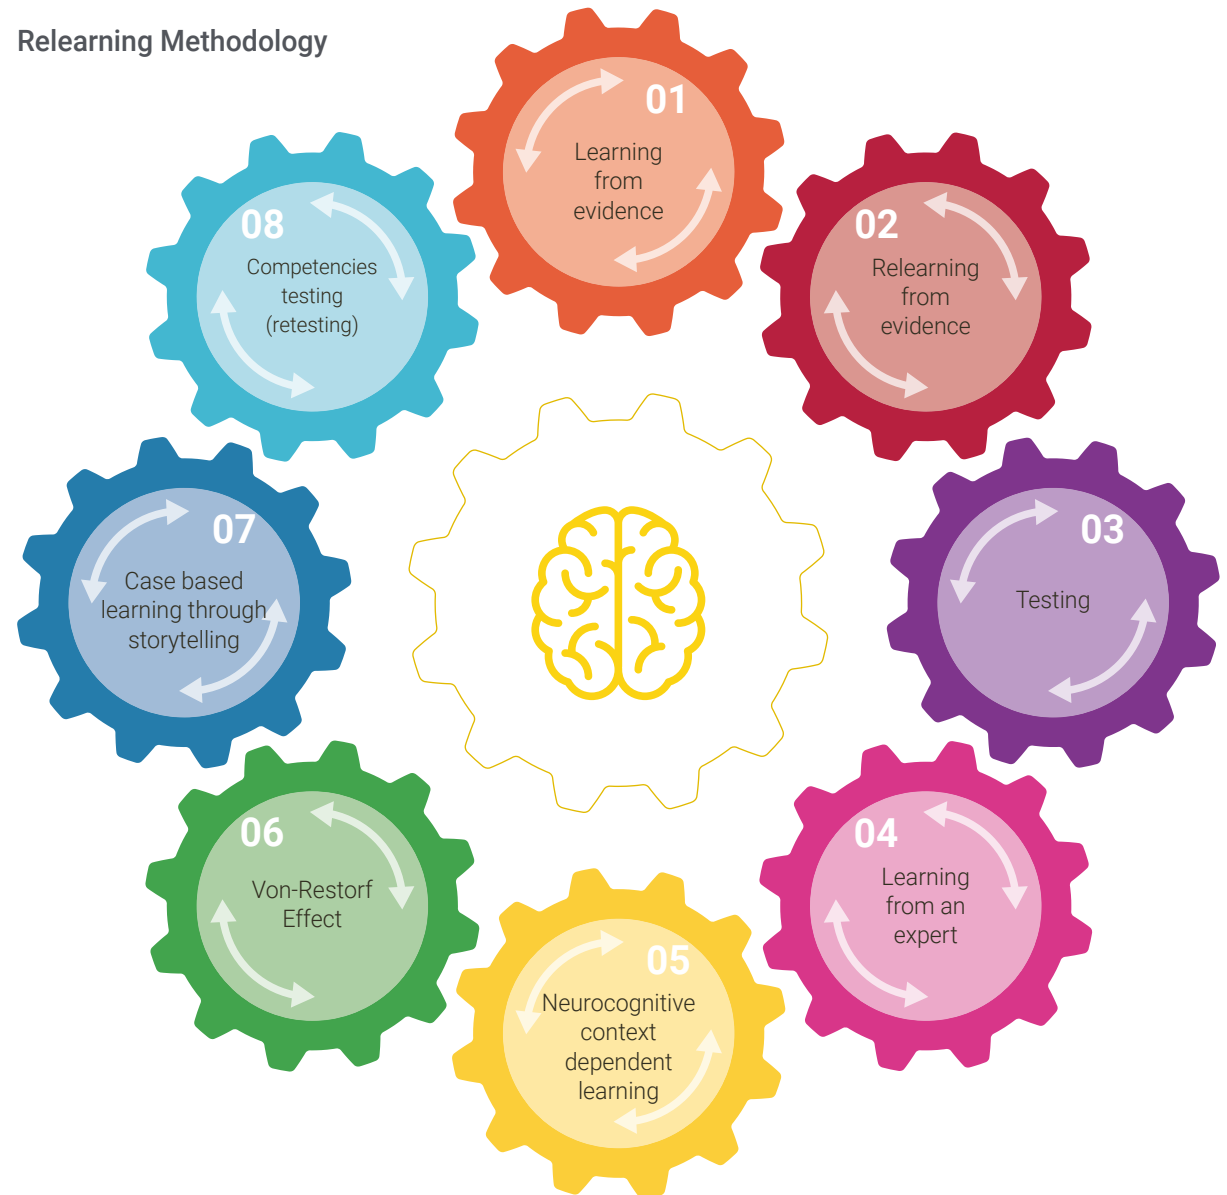 Relearning Methodology
01
Learning
from
evidence
02
Relearning
from
evidence
03
Testing
04
Learning
from an
expert
05
Neurocognitive
context
dependent
learning
06
Von-Restorf
Effect
07
Case based
learning through
storytelling
08
Competencies
testing
(retesting)